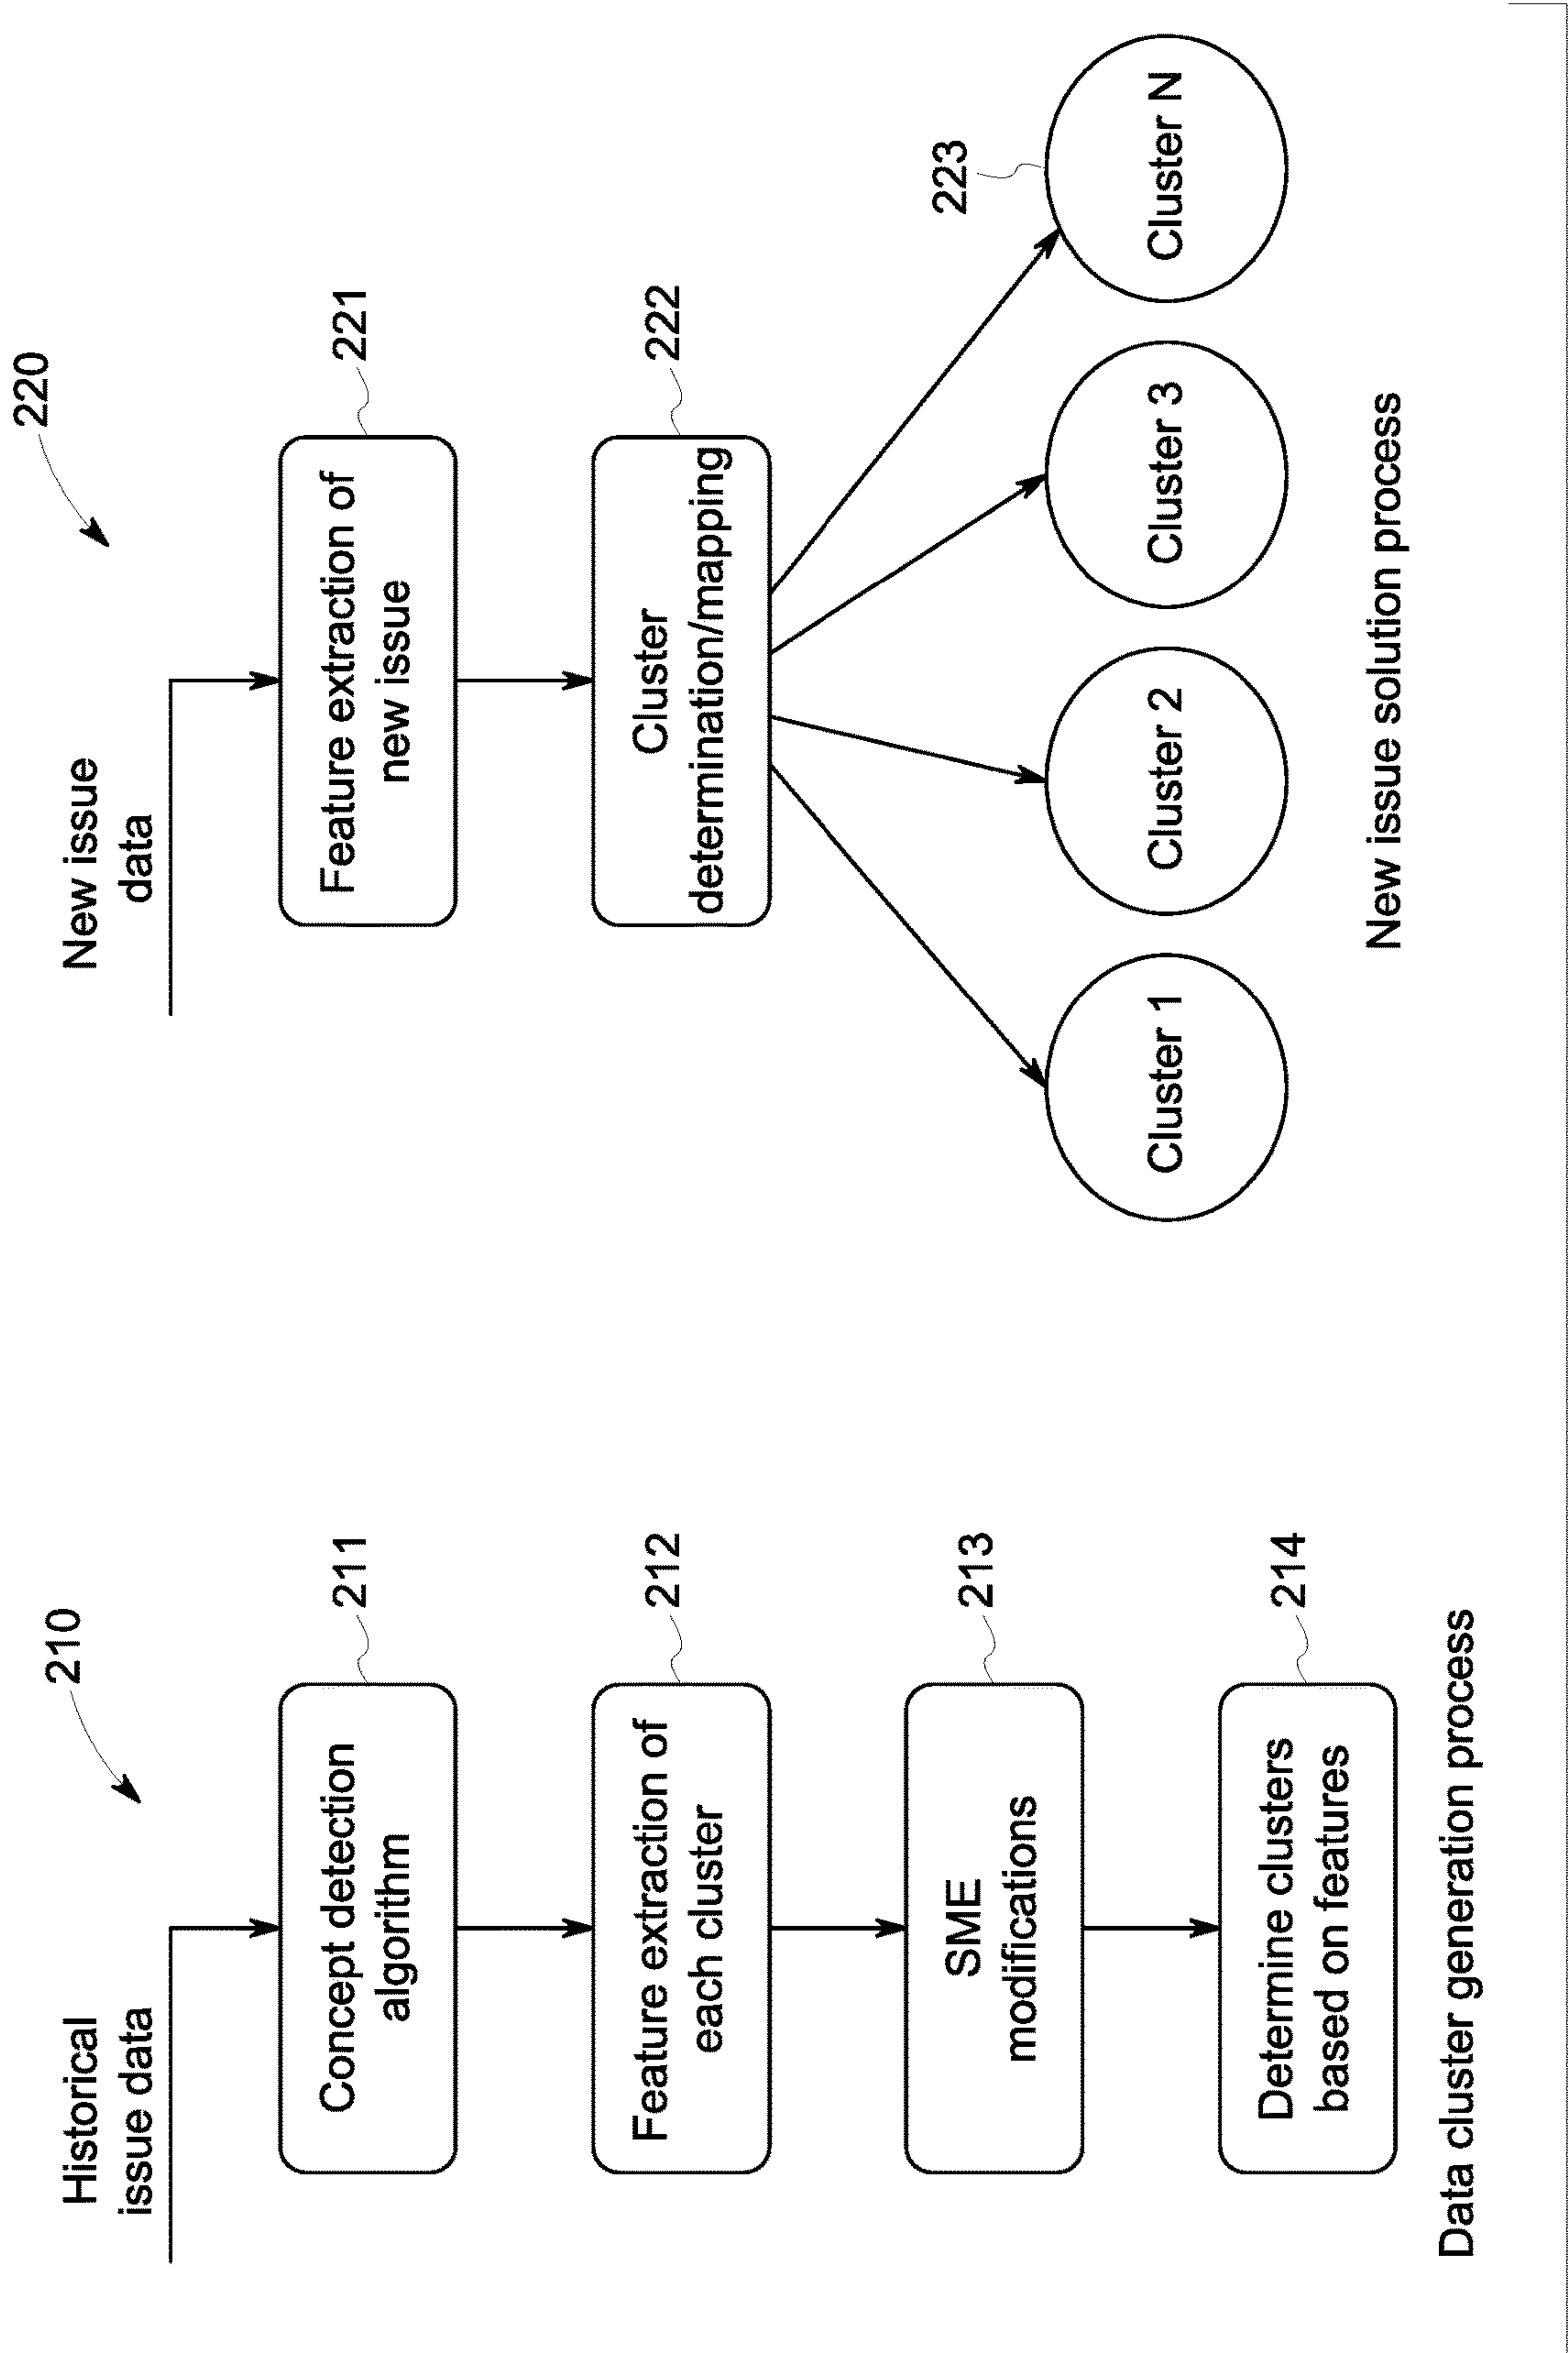 210
Historical
issue data
Concept detection
algorithm
211
Feature extraction of
each cluster
212
SME
modifications
213
Determine clusters
based on features
214
Data cluster generation process
220
New issue
data
Feature extraction of
new issue
221
Cluster
determination/mapping
222
223
Cluster 1
Cluster 2
Cluster 3
Cluster N
New issue solution process